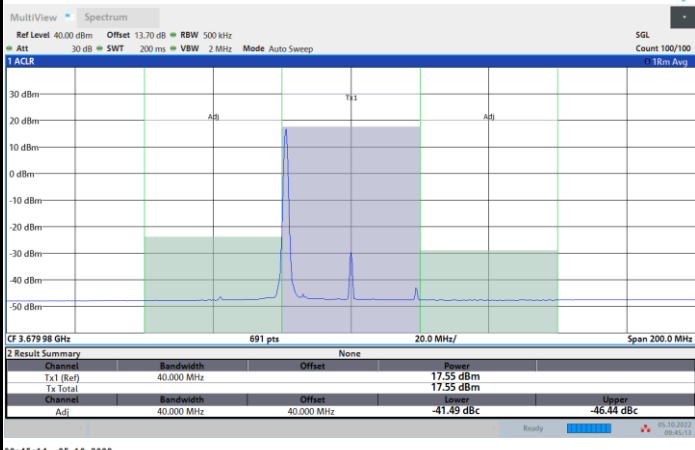 MultiView Spectrum
Ref Level 40.00 dBm Offset 13.70 dB RBW 500 kHz SGL
Att 30 dB SWT 200 ms VBW 2 MHz Mode Auto Sweep Count 100/100
1 ACLR 1Rm Avg
30 dBm
Tx1
20 dBm Adj Adj
10 dBm
0 dBm
-10 dBm
-20 dBm
-30 dBm
-40 dBm
-50 dBm
CF 3.67998 GHz 691 pts 20.0 MHz/ Span 200.0 MHz
2 Result Summary None
Channel Bandwidth Offset Power
Tx1 (Ref) 40.000 MHz 17.55 dBm
Tx Total 17.55 dBm
Channel Bandwidth Offset Lower Upper
Adj 40.000 MHz 40.000 MHz -41.49 dBc -46.44 dBc
Ready 05.10.2022
09:45:13